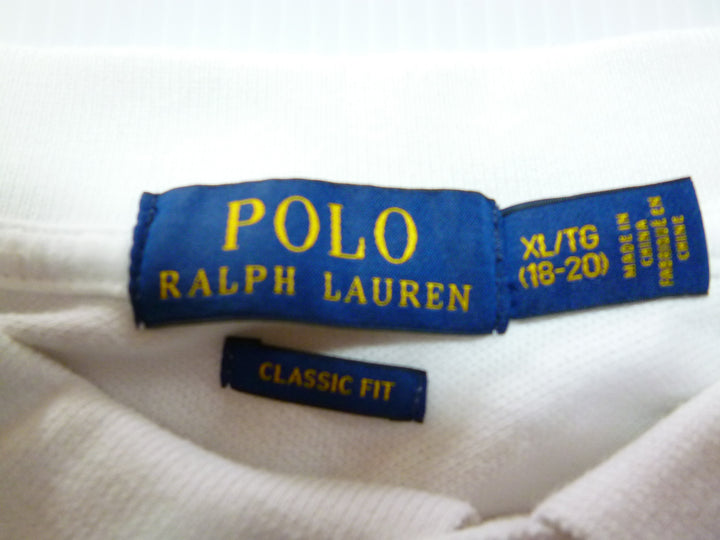 POLO
RALPH LAUREN
XL/TG
(18-20)
MADE IN
CHINA
FABRIQUÉ EN
CHINE
CLASSIC FIT